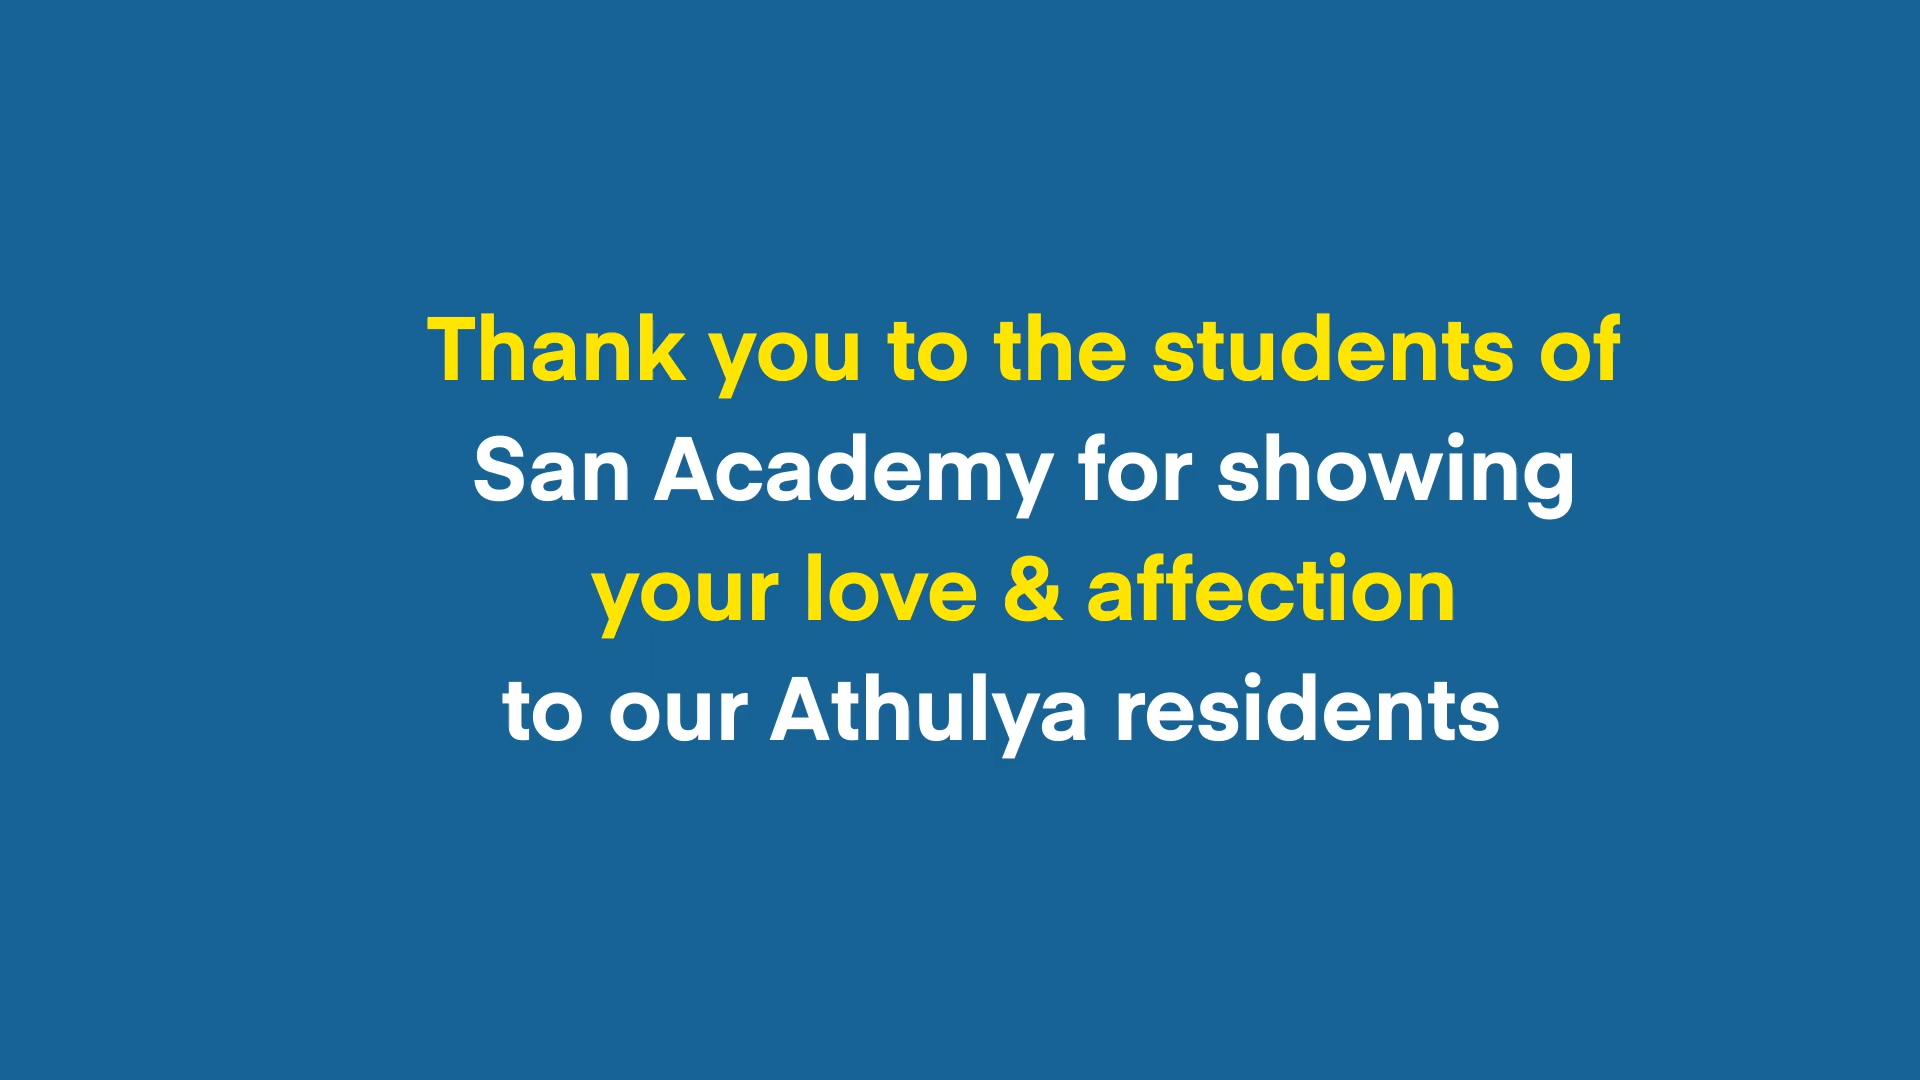 Thank you to the students of
San Academy for showing
your love & affection
to our Athulya residents